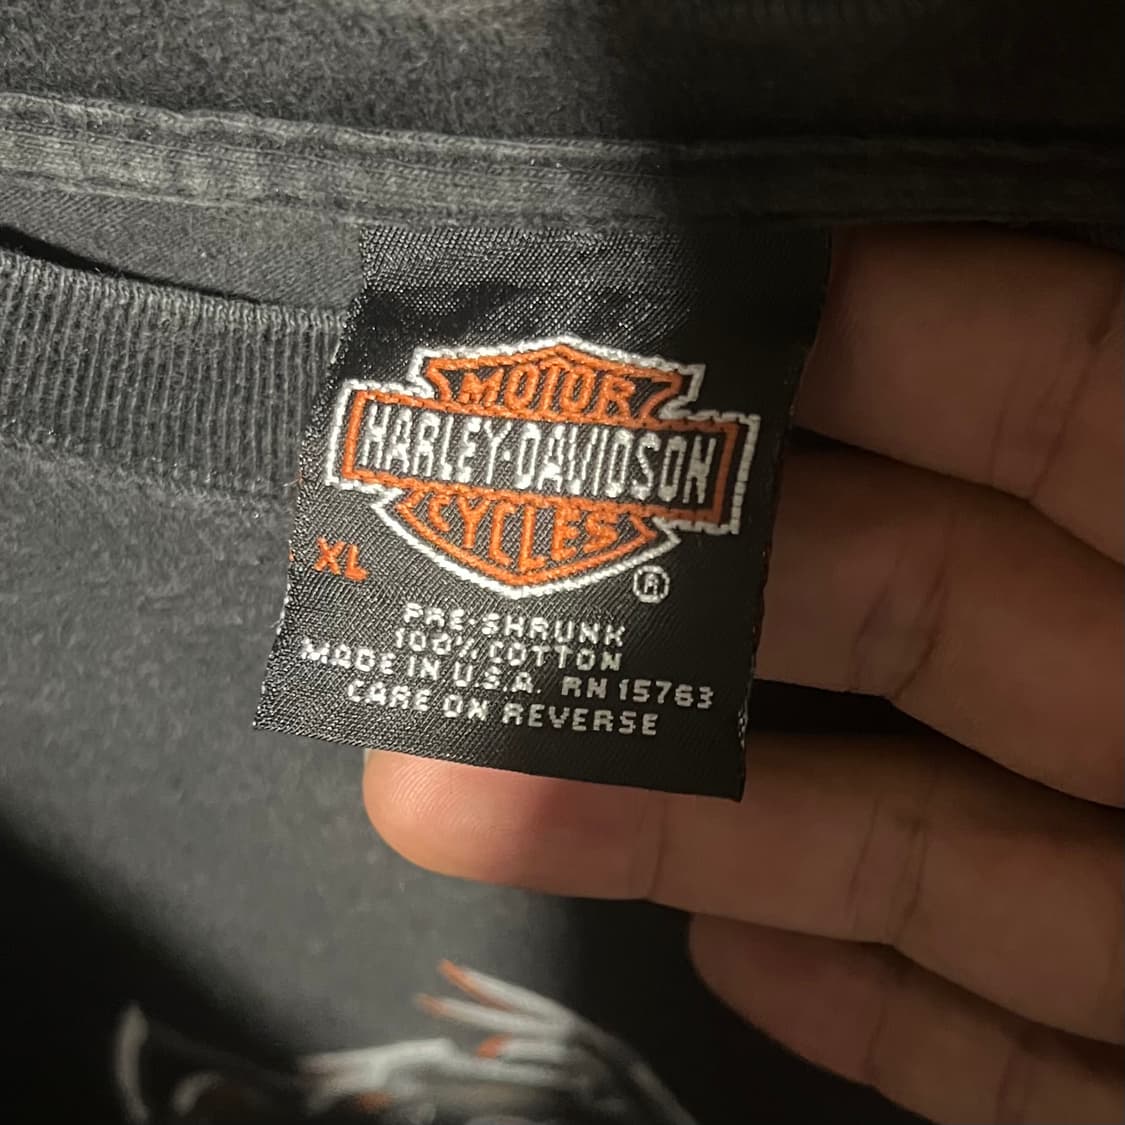 MOTOR
HARLEY-DAVIDSON
CYCLES
XL
®
PRE-SHRUNK
100% COTTON
MADE IN U.S.A. RN 15763
CARE ON REVERSE